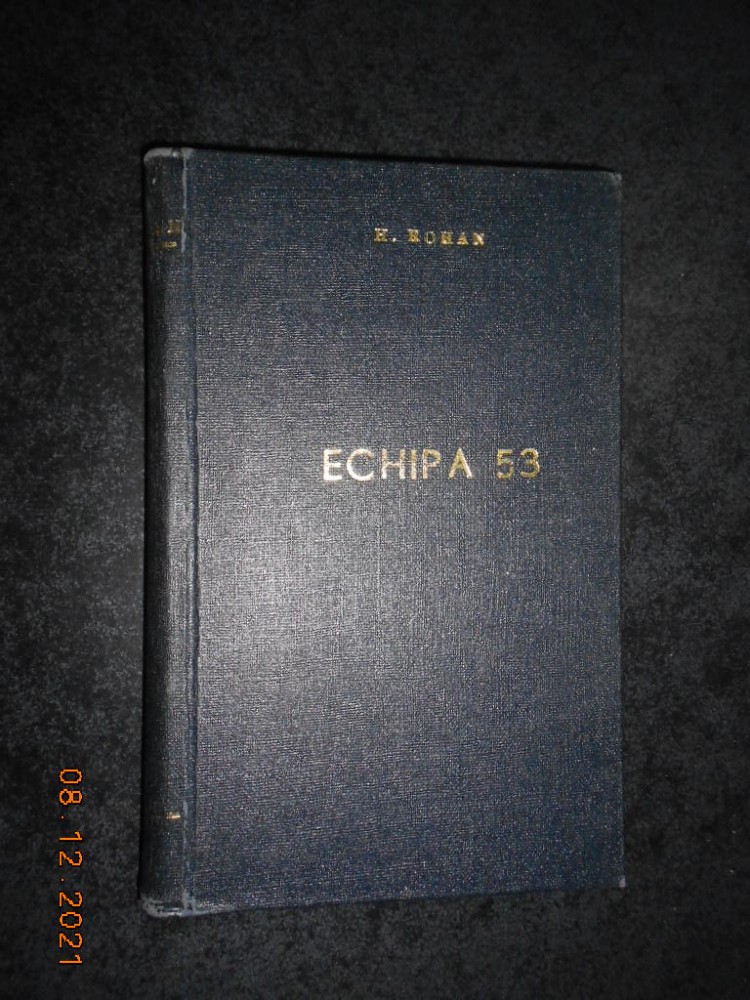 H. ROHAN
ECHIPA 53
08.12.2021